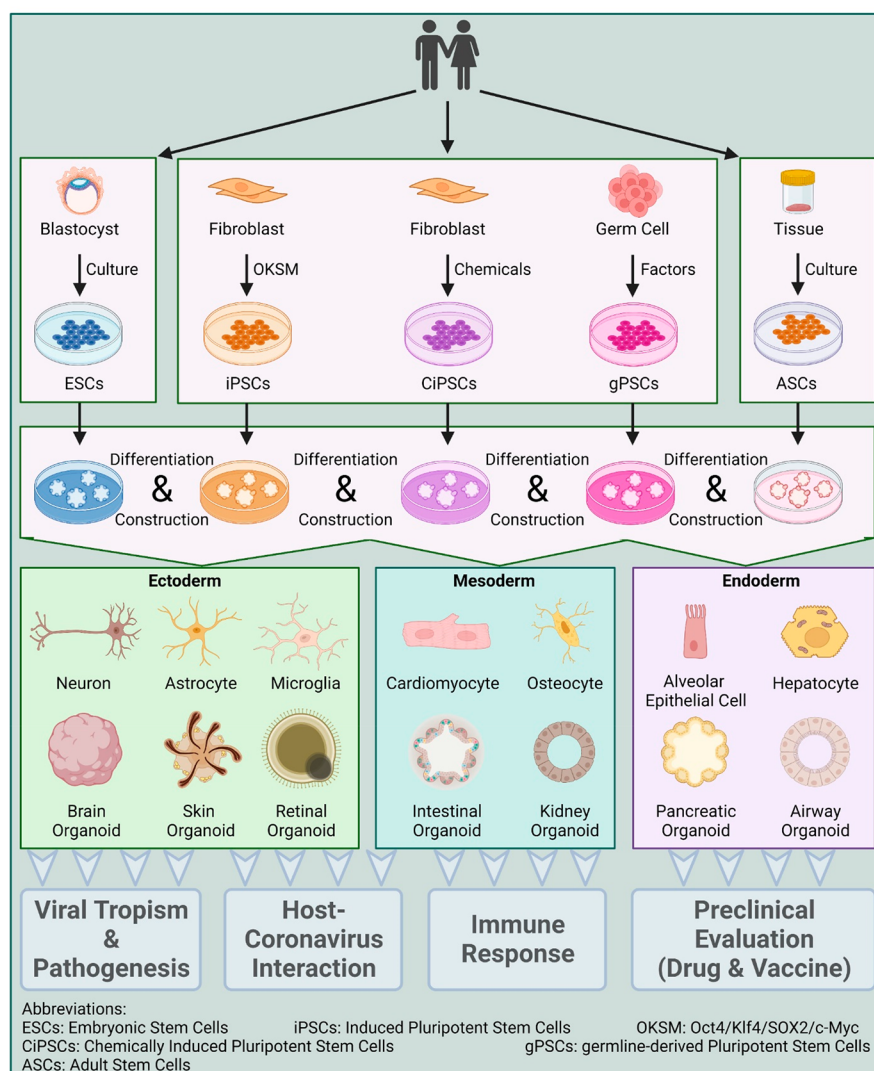 Blastocyst
Fibroblast
Fibroblast
Germ Cell
Tissue
Culture
OKSM
Chemicals
Factors
Culture
ESCs
iPSCs
CiPSCs
gPSCs
ASCs
Differentiation
&
Construction
Differentiation
&
Construction
Differentiation
&
Construction
Differentiation
&
Construction
Ectoderm
Neuron
Astrocyte
Microglia
Brain
Organoid
Skin
Organoid
Retinal
Organoid
Mesoderm
Cardiomyocyte
Osteocyte
Intestinal
Organoid
Kidney
Organoid
Endoderm
Alveolar
Epithelial Cell
Hepatocyte
Pancreatic
Organoid
Airway
Organoid
Viral Tropism
&
Pathogenesis
Host-
Coronavirus
Interaction
Immune
Response
Preclinical
Evaluation
(Drug & Vaccine)
Abbreviations:
ESCs: Embryonic Stem Cells iPSCs: Induced Pluripotent Stem Cells OKSM: Oct4/Klf4/SOX2/c-Myc
CiPSCs: Chemically Induced Pluripotent Stem Cells gPSCs: germline-derived Pluripotent Stem Cells
ASCs: Adult Stem Cells